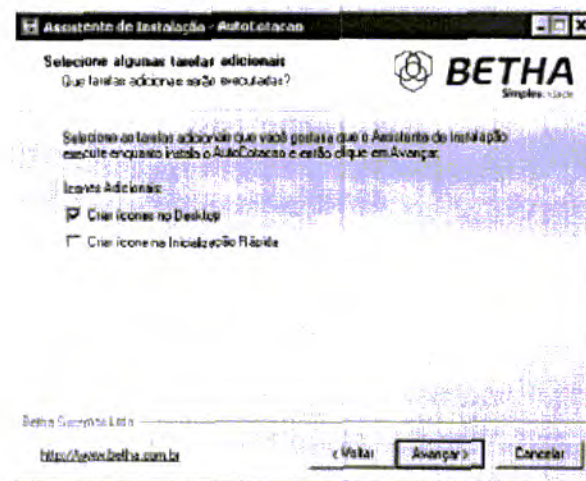 Assistente de Instalação - AutoCotacao
Selecione algumas tarefas adicionais
Que tarefas adicionais serão executadas?
BETHA
Simplicidade
Selecione as tarefas adicionais que você gostaria que o Assistente de Instalação
execute enquanto instala o AutoCotacao e então clique em Avançar.
Ícones Adicionais:
Criar ícones no Desktop
Criar ícone na Inicialização Rápida
Betha Sistemas Ltda
http://www.betha.com.br
< Voltar
Avançar >
Cancelar